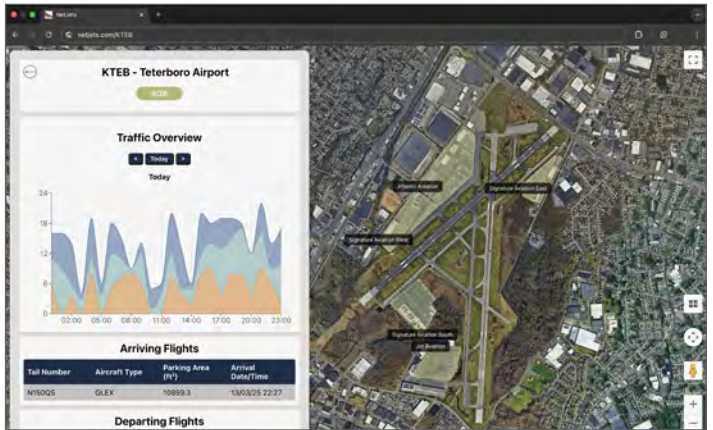 NetJets
netjets.com/KTEB
KTEB - Teterboro Airport
0/28
Traffic Overview
<
Today
>
Today
24
18
12
6
0
02:00 05:00 08:00 11:00 14:00 17:00 20:00 23:00
Arriving Flights
Tail Number Aircraft Type Parking Area (ft²) Arrival Date/Time
N150QS GLEX 10859.3 13/03/25 22:27
Departing Flights
Atlantic Aviation
Signature Aviation East
Signature Aviation West
Signature Aviation South
Jet Aviation